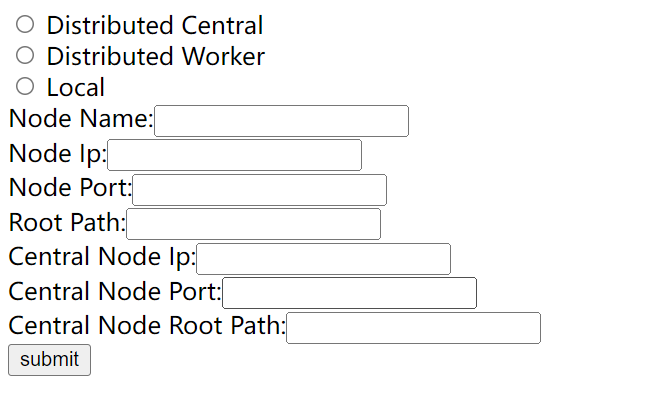 Distributed Central
Distributed Worker
Local
Node Name:
Node Ip:
Node Port:
Root Path:
Central Node Ip:
Central Node Port:
Central Node Root Path:
submit